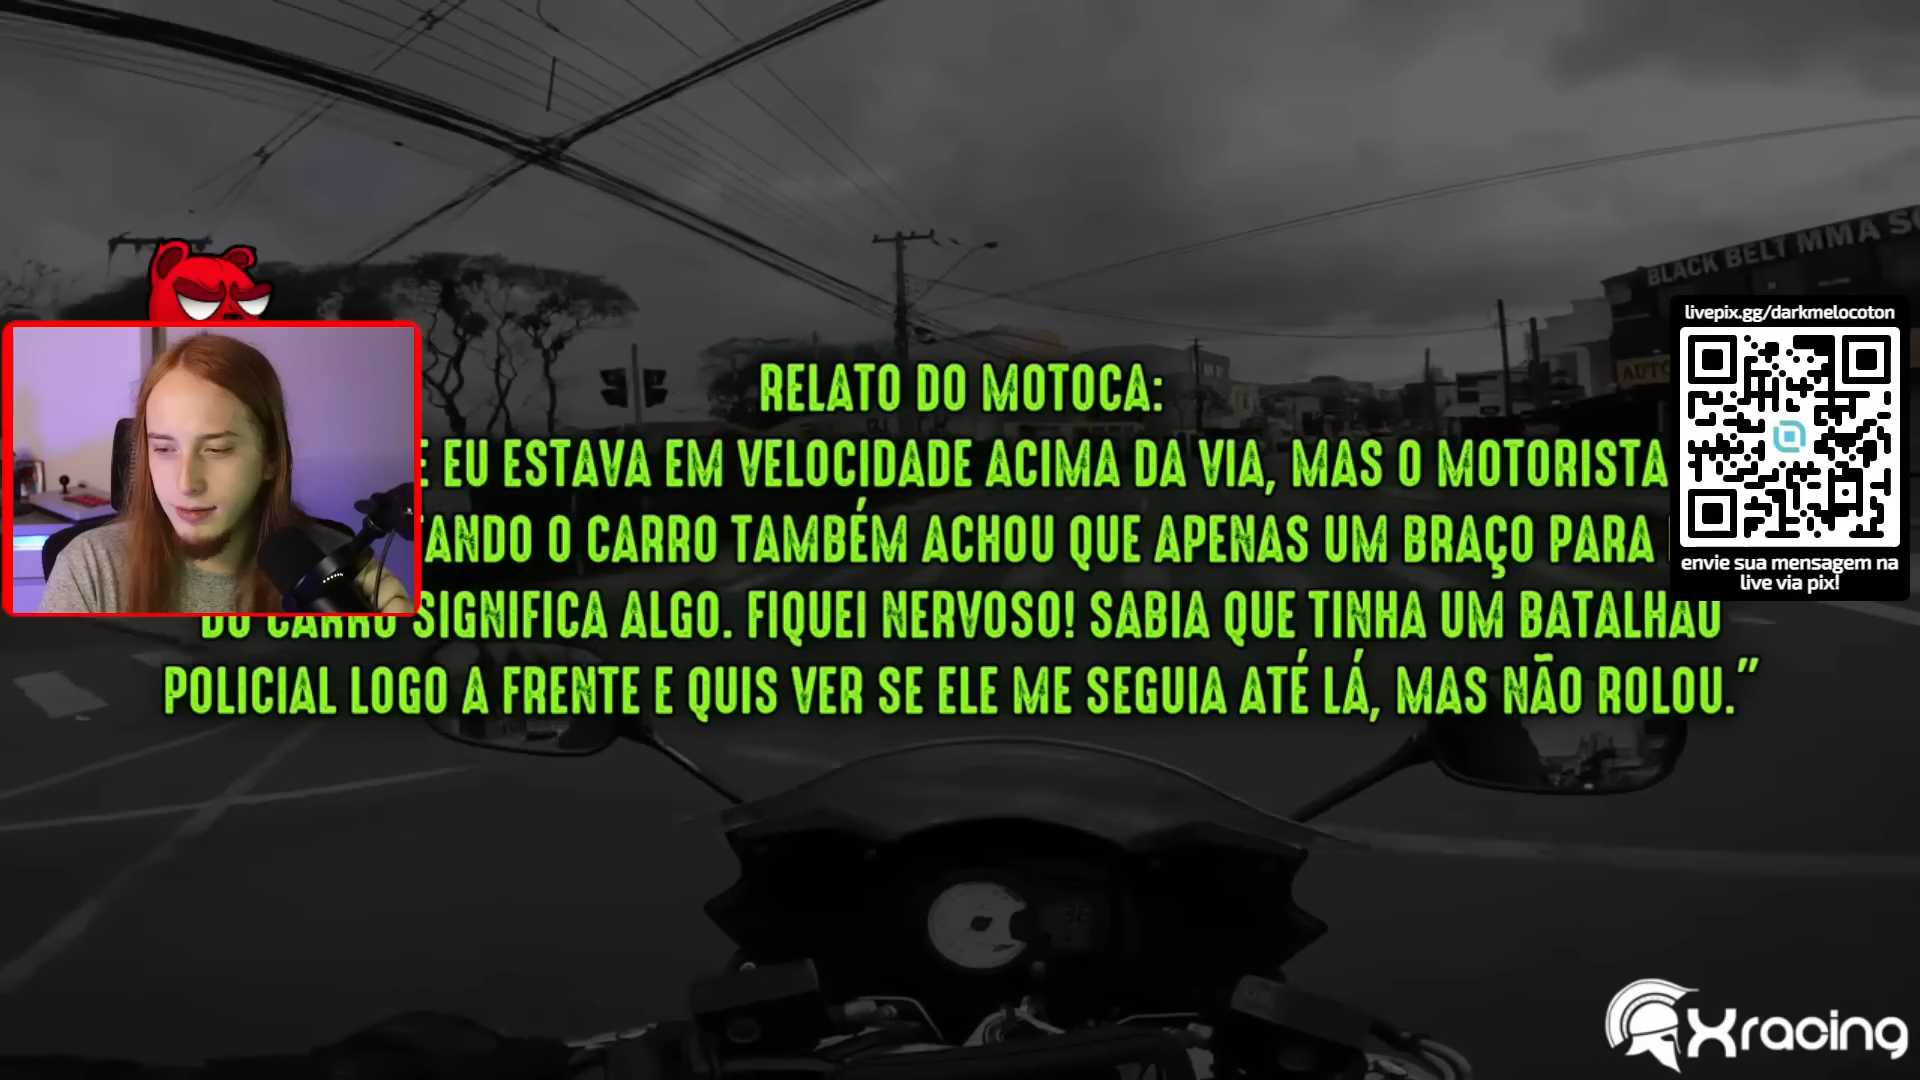 BLACK BELT MMA
livepix.gg/darkmelocoton
AUTO
RELATO DO MOTOCA:
E EU ESTAVA EM VELOCIDADE ACIMA DA VIA, MAS O MOTORISTA
ANDO O CARRO TAMBÉM ACHOU QUE APENAS UM BRAÇO PARA
envie sua mensagem na
live via pix!
DO CARRO SIGNIFICA ALGO. FIQUEI NERVOSO! SABIA QUE TINHA UM BATALHÃO
POLICIAL LOGO A FRENTE E QUIS VER SE ELE ME SEGUIA ATÉ LÁ, MAS NÃO ROLOU.”
Xracing